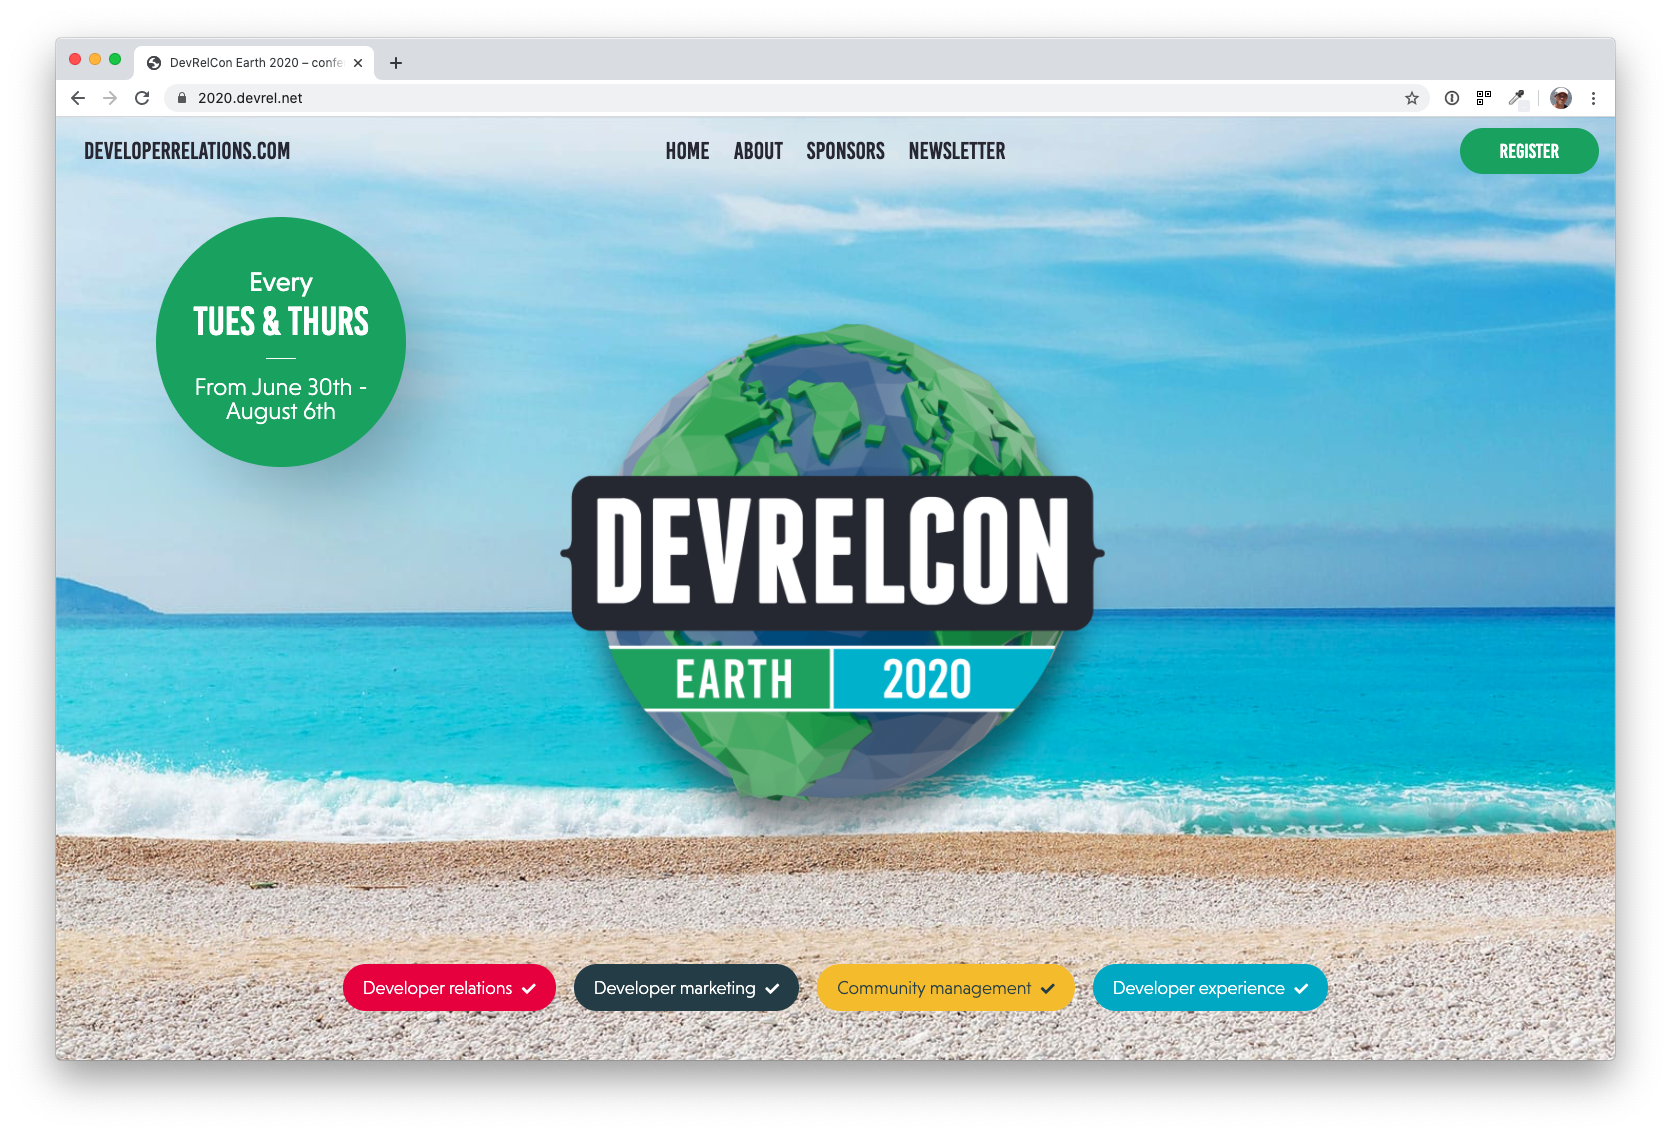 DevRelCon Earth 2020 – confe
2020.devrel.net
DEVELOPERRELATIONS.COM
HOME ABOUT SPONSORS NEWSLETTER
REGISTER
Every
TUES & THURS
From June 30th -
August 6th
DEVRELCON
EARTH 2020
Developer relations
Developer marketing
Community management
Developer experience